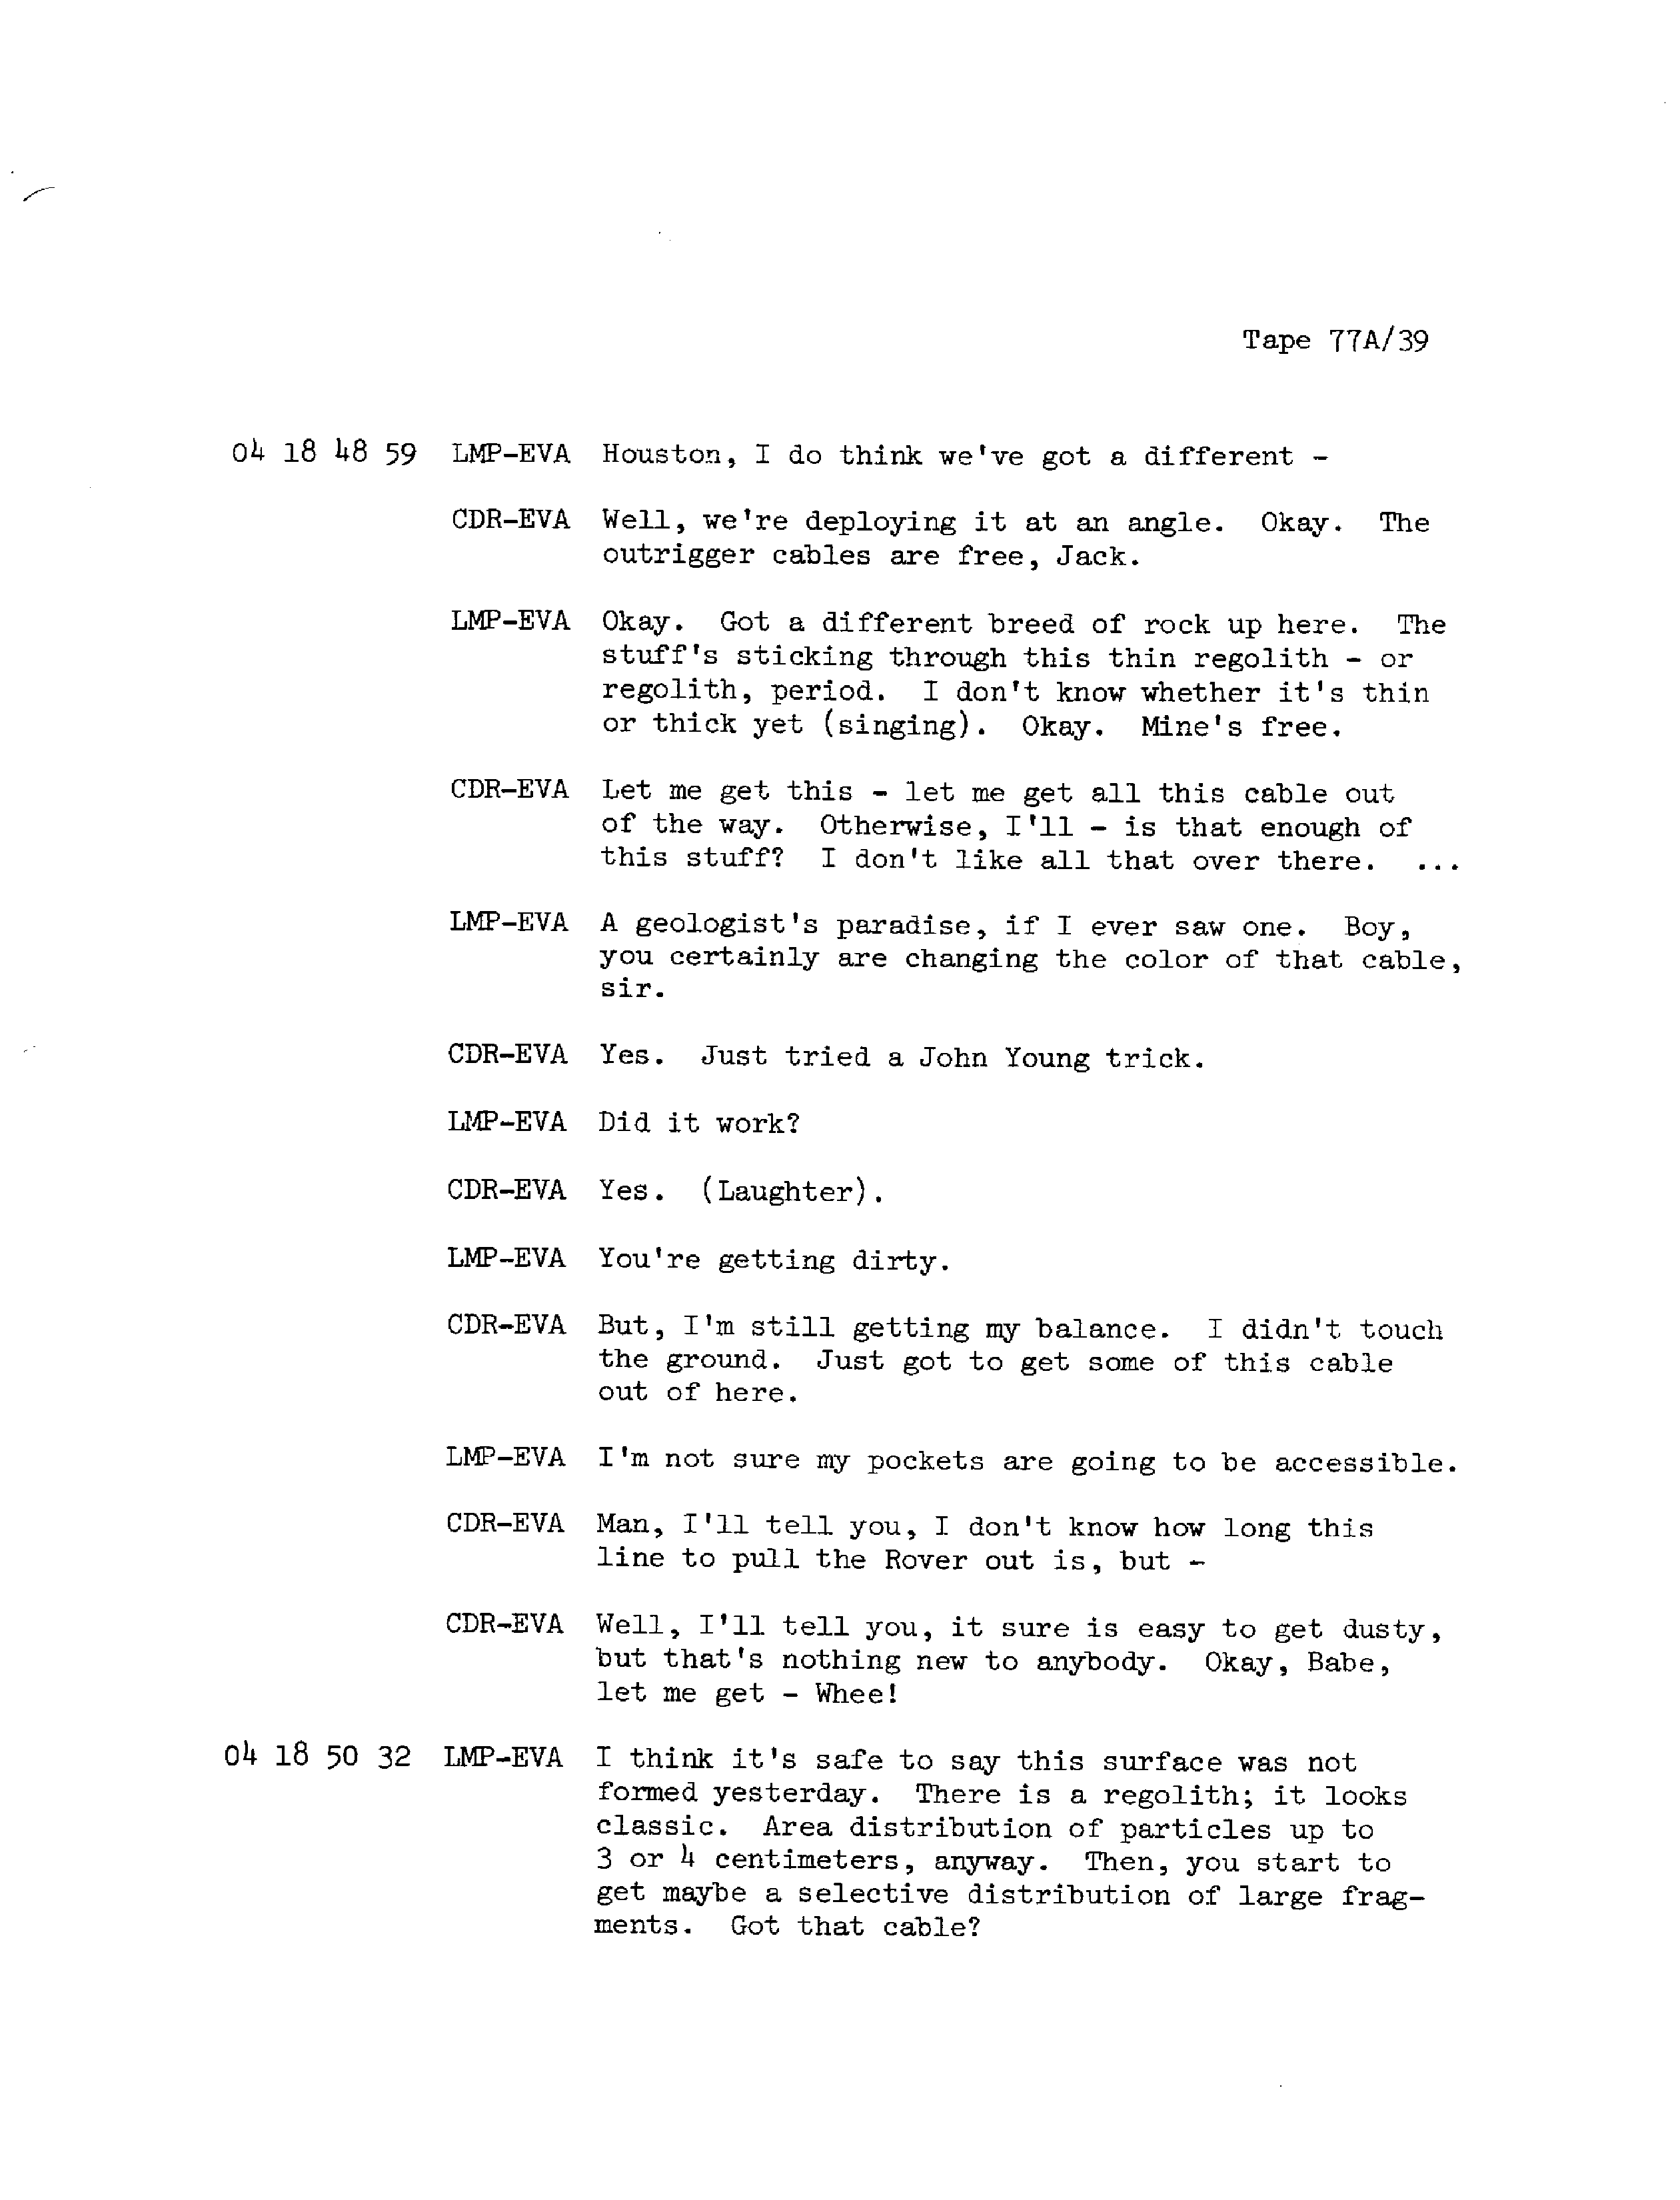 Tape 77A/39
04 18 48 59 LMP-EVA Houston, I do think we've got a different -
CDR-EVA Well, we're deploying it at an angle. Okay. The
outrigger cables are free, Jack.
LMP-EVA Okay. Got a different breed of rock up here. The
stuff's sticking through this thin regolith - or
regolith, period. I don't know whether it's thin
or thick yet (singing). Okay. Mine's free.
CDR-EVA Let me get this - let me get all this cable out
of the way. Otherwise, I'll - is that enough of
this stuff? I don't like all that over there. ...
LMP-EVA A geologist's paradise, if I ever saw one. Boy,
you certainly are changing the color of that cable,
sir.
CDR-EVA Yes. Just tried a John Young trick.
LMP-EVA Did it work?
CDR-EVA Yes. (Laughter).
LMP-EVA You're getting dirty.
CDR-EVA But, I'm still getting my balance. I didn't touch
the ground. Just got to get some of this cable
out of here.
LMP-EVA I'm not sure my pockets are going to be accessible.
CDR-EVA Man, I'll tell you, I don't know how long this
line to pull the Rover out is, but -
CDR-EVA Well, I'll tell you, it sure is easy to get dusty,
but that's nothing new to anybody. Okay, Babe,
let me get - Whee!
04 18 50 32 LMP-EVA I think it's safe to say this surface was not
formed yesterday. There is a regolith; it looks
classic. Area distribution of particles up to
3 or 4 centimeters, anyway. Then, you start to
get maybe a selective distribution of large frag-
ments. Got that cable?